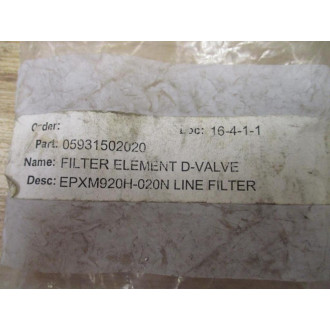 Order: Loc: 16-4-1-1
Part: 05931502020
Name: FILTER ELEMENT D-VALVE
Desc: EPXM920H-020N LINE FILTER